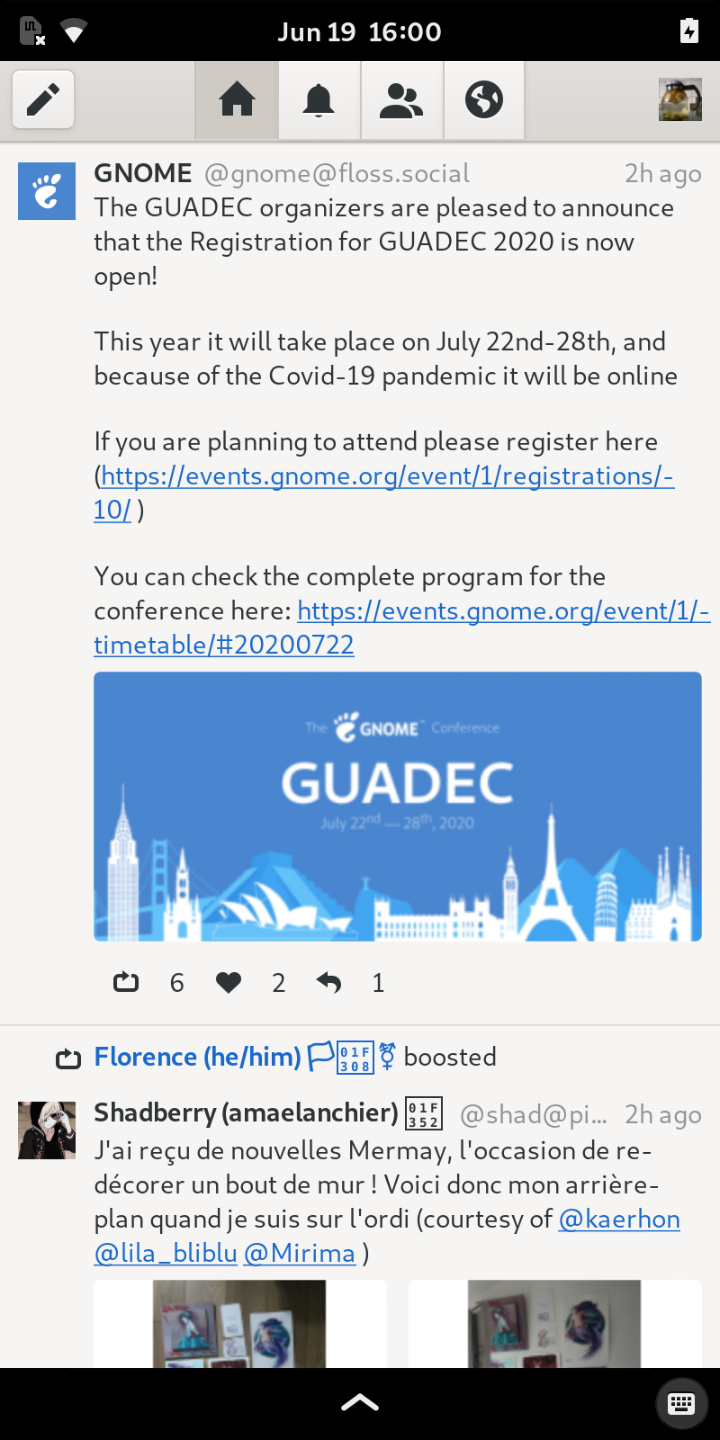 Jun 19 16:00
GNOME @gnome@floss.social 2h ago
The GUADEC organizers are pleased to announce
that the Registration for GUADEC 2020 is now
open!
This year it will take place on July 22nd-28th, and
because of the Covid-19 pandemic it will be online
If you are planning to attend please register here
(https://events.gnome.org/event/1/registrations/-
10/ )
You can check the complete program for the
conference here: https://events.gnome.org/event/1/-
timetable/#20200722
The GNOME™ Conference
GUADEC
July 22nd — 28th, 2020
6 2 1
Florence (he/him) 01F308 boosted
Shadberry (amaelanchier) 01F352 @shad@pi... 2h ago
J'ai reçu de nouvelles Mermay, l'occasion de re-
décorer un bout de mur ! Voici donc mon arrière-
plan quand je suis sur l'ordi (courtesy of @kaerhon
@lila_bliblu @Mirima )